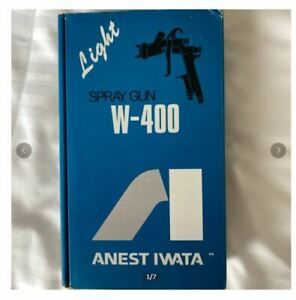 Light
SPRAY GUN
W-400
ANEST IWATA
1/7